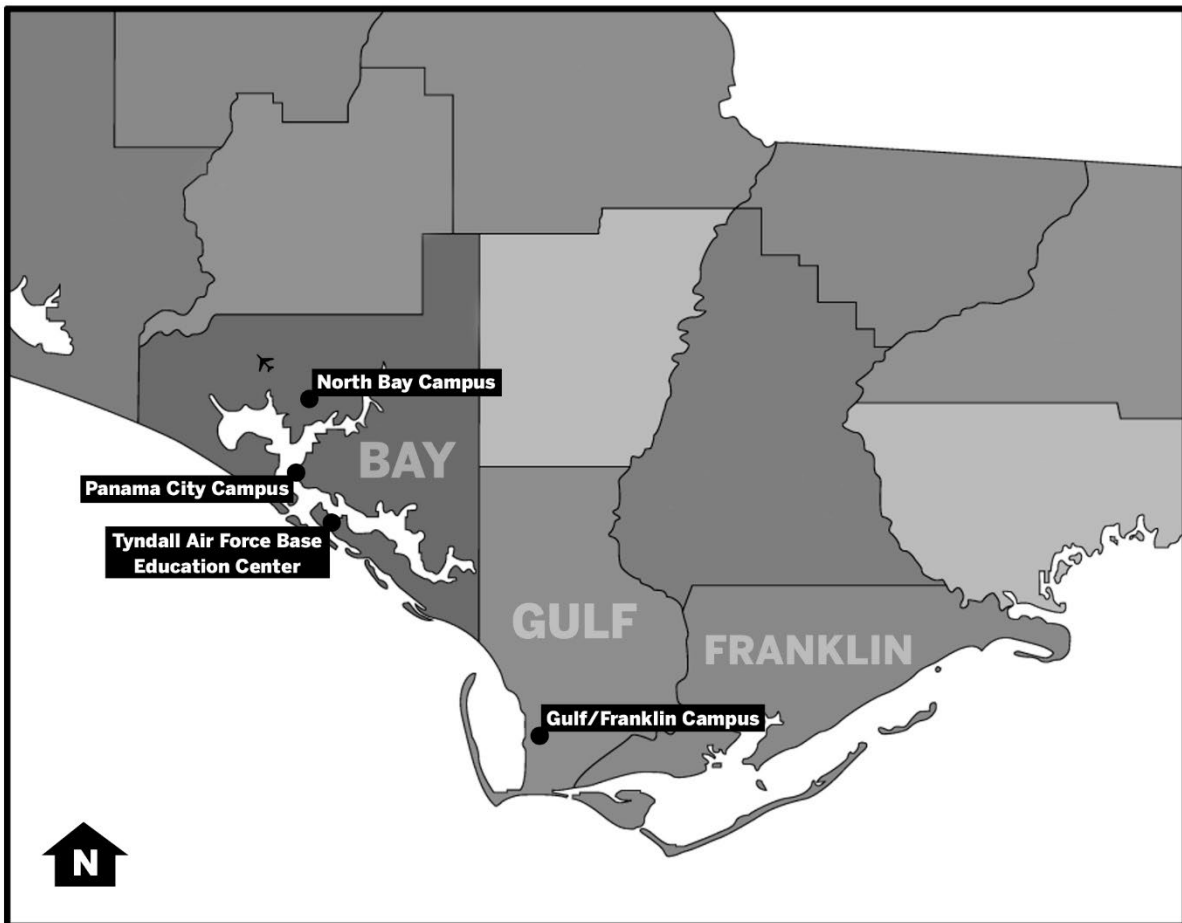 North Bay Campus
BAY
Panama City Campus
Tyndall Air Force Base
Education Center
GULF
FRANKLIN
Gulf/Franklin Campus
N